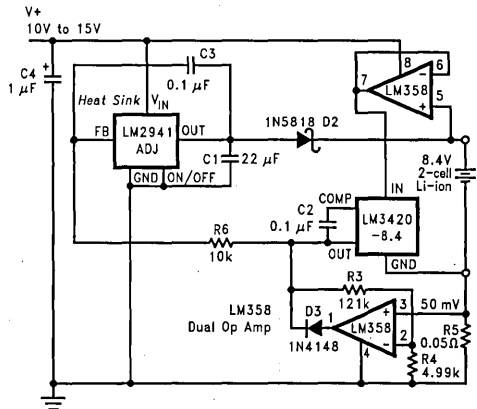 V+
10V to 15V
C4
+
1 μF
C3
0.1 μF
Heat Sink
VIN
FB
LM2941
ADJ
OUT
GND
ON/OFF
C1
22 μF
1N5818 D2
7
8
6
5
−
+
LM358
8.4V
2-cell
Li-ion
IN
COMP
LM3420
-8.4
OUT
GND
C2
0.1 μF
R6
10k
R3
121k
LM358
Dual Op Amp
D3
1N4148
1
3
2
4
+
−
LM358
50 mV
R5
0.05Ω
R4
4.99k